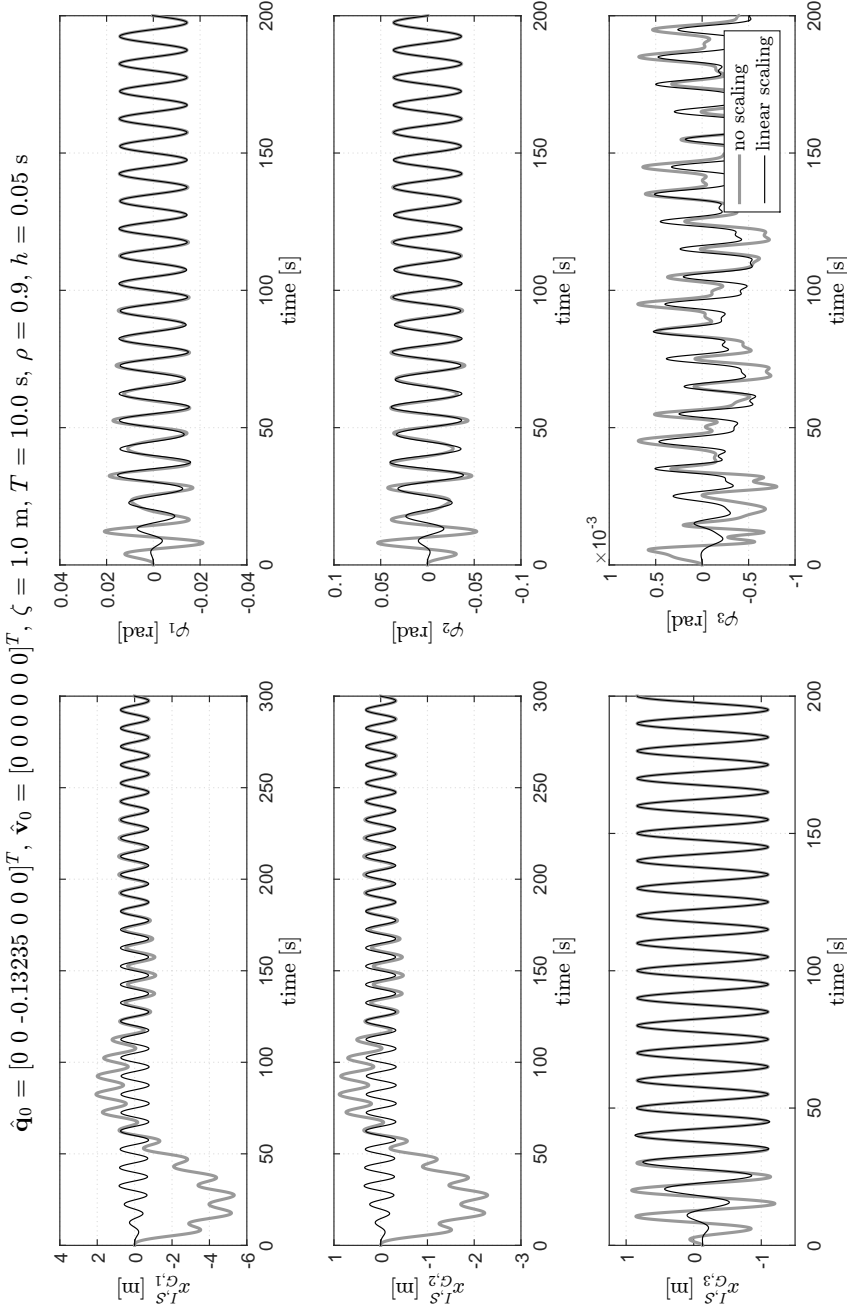 q̂₀ = [0 0 -0.13235 0 0 0]ᵀ, v̂₀ = [0 0 0 0 0 0]ᵀ, ζ = 1.0 m, T = 10.0 s, ρ = 0.9, h = 0.05 s
4
2
0
-2
-4
-6
0 50 100 150 200 250 300
time [s]
x_{G,1}^{I,S} [m]
0.04
0.02
0
-0.02
-0.04
0 50 100 150 200
time [s]
φ₁ [rad]
1
0
-1
-2
-3
0 50 100 150 200 250 300
time [s]
x_{G,2}^{I,S} [m]
0.1
0.05
0
-0.05
-0.1
0 50 100 150 200
time [s]
φ₂ [rad]
1
0
-1
0 50 100 150 200
time [s]
x_{G,3}^{I,S} [m]
×10⁻³
1
0.5
0
-0.5
-1
0 50 100 150 200
time [s]
φ₃ [rad]
no scaling
linear scaling